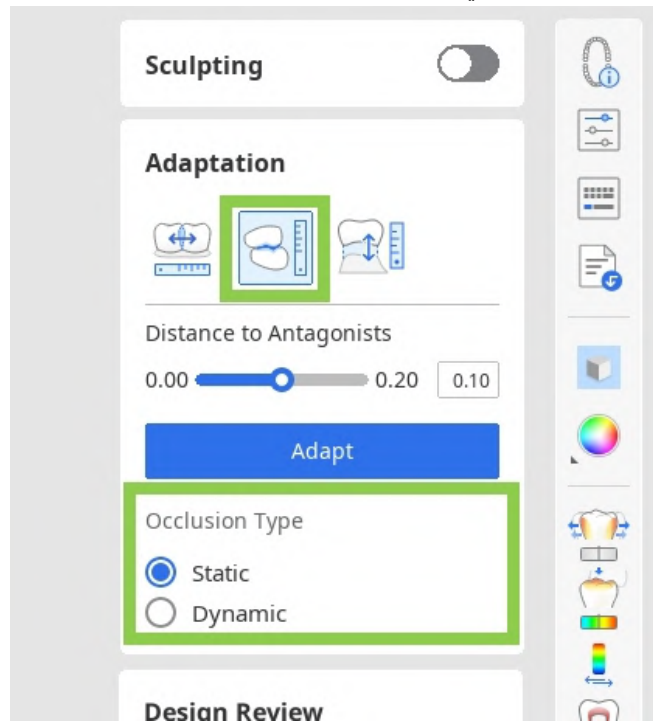 Sculpting
Adaptation
Distance to Antagonists
0.00 0.20 0.10
Adapt
Occlusion Type
Static
Dynamic
Design Review